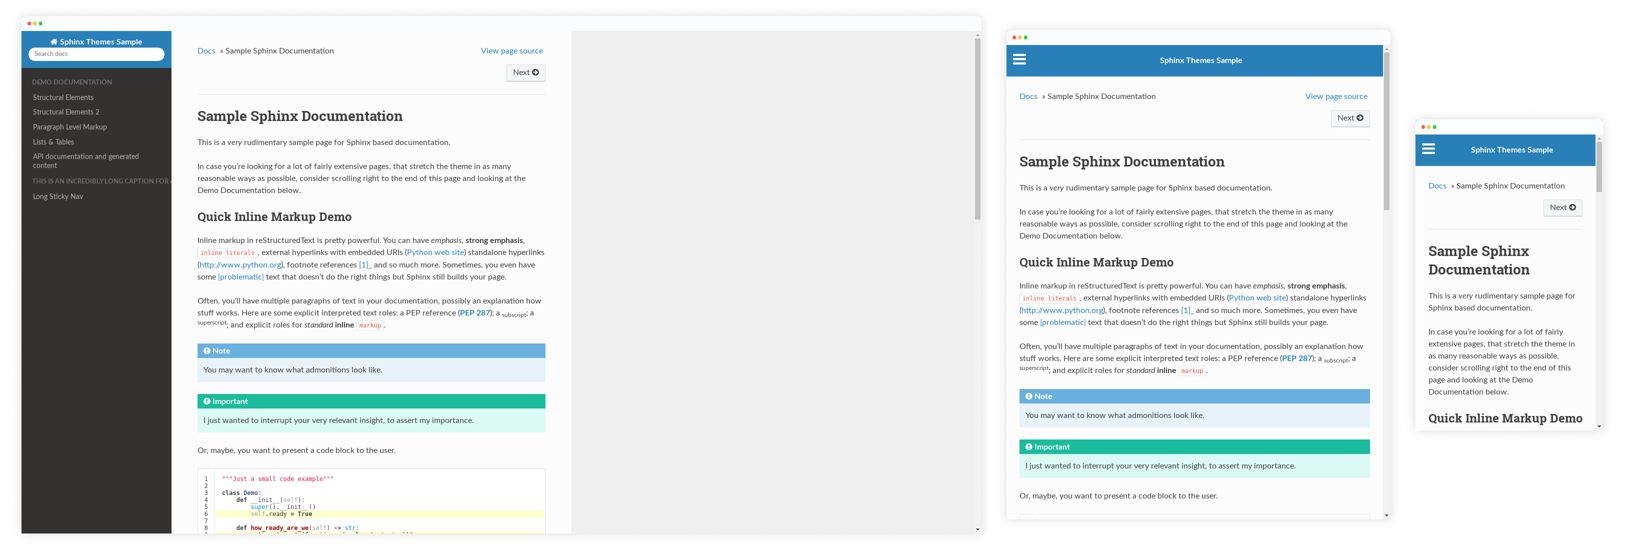 Sphinx Themes Sample
Search docs
DEMO DOCUMENTATION
Structural Elements
Structural Elements 2
Paragraph Level Markup
Lists & Tables
API documentation and generated
content
THIS IS AN INCREDIBLY LONG CAPTION FOR
Long Sticky Nav
Docs » Sample Sphinx Documentation
View page source
Next
Sample Sphinx Documentation
This is a very rudimentary sample page for Sphinx based documentation.
In case you're looking for a lot of fairly extensive pages, that stretch the theme in as many
reasonable ways as possible, consider scrolling right to the end of this page and looking at the
Demo Documentation below.
Quick Inline Markup Demo
Inline markup in reStructuredText is pretty powerful. You can have emphasis, strong emphasis,
inline literals, external hyperlinks with embedded URIs (Python web site) standalone hyperlinks
(http://www.python.org), footnote references [1]_ and so much more. Sometimes, you even have
some |problematic| text that doesn't do the right things but Sphinx still builds your page.
Often, you'll have multiple paragraphs of text in your documentation, possibly an explanation how
stuff works. Here are some explicit interpreted text roles: a PEP reference (PEP 287); a subscript; a
superscript; and explicit roles for standard inline markup.
Note
You may want to know what admonitions look like.
Important
I just wanted to interrupt your very relevant insight, to assert my importance.
Or, maybe, you want to present a code block to the user.
1 """Just a small code example"""
2
3 class Demo:
4 def __init__(self):
5 super().__init__()
6 self.ready = True
7
8 def how_ready_are_we(self) -> str:
Sphinx Themes Sample
Docs » Sample Sphinx Documentation
View page source
Next
Sample Sphinx Documentation
This is a very rudimentary sample page for Sphinx based documentation.
In case you're looking for a lot of fairly extensive pages, that stretch the theme in as many
reasonable ways as possible, consider scrolling right to the end of this page and looking at the
Demo Documentation below.
Quick Inline Markup Demo
Inline markup in reStructuredText is pretty powerful. You can have emphasis, strong emphasis,
inline literals, external hyperlinks with embedded URIs (Python web site) standalone hyperlinks
(http://www.python.org), footnote references [1]_ and so much more. Sometimes, you even have
some |problematic| text that doesn't do the right things but Sphinx still builds your page.
Often, you'll have multiple paragraphs of text in your documentation, possibly an explanation how
stuff works. Here are some explicit interpreted text roles: a PEP reference (PEP 287); a subscript; a
superscript; and explicit roles for standard inline markup.
Note
You may want to know what admonitions look like.
Important
I just wanted to interrupt your very relevant insight, to assert my importance.
Or, maybe, you want to present a code block to the user.
Sphinx Themes Sample
Docs » Sample Sphinx Documentation
Next
Sample Sphinx
Documentation
This is a very rudimentary sample page for
Sphinx based documentation.
In case you're looking for a lot of fairly
extensive pages, that stretch the theme in
as many reasonable ways as possible,
consider scrolling right to the end of this
page and looking at the Demo
Documentation below.
Quick Inline Markup Demo